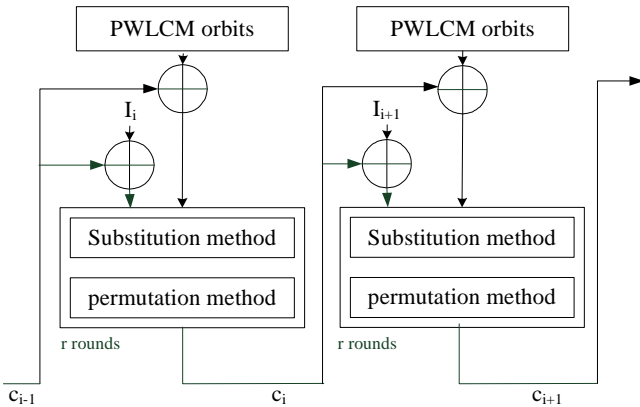 PWLCM orbits
PWLCM orbits
I_i
I_{i+1}
Substitution method
Substitution method
permutation method
permutation method
r rounds
r rounds
c_{i-1}
c_i
c_{i+1}